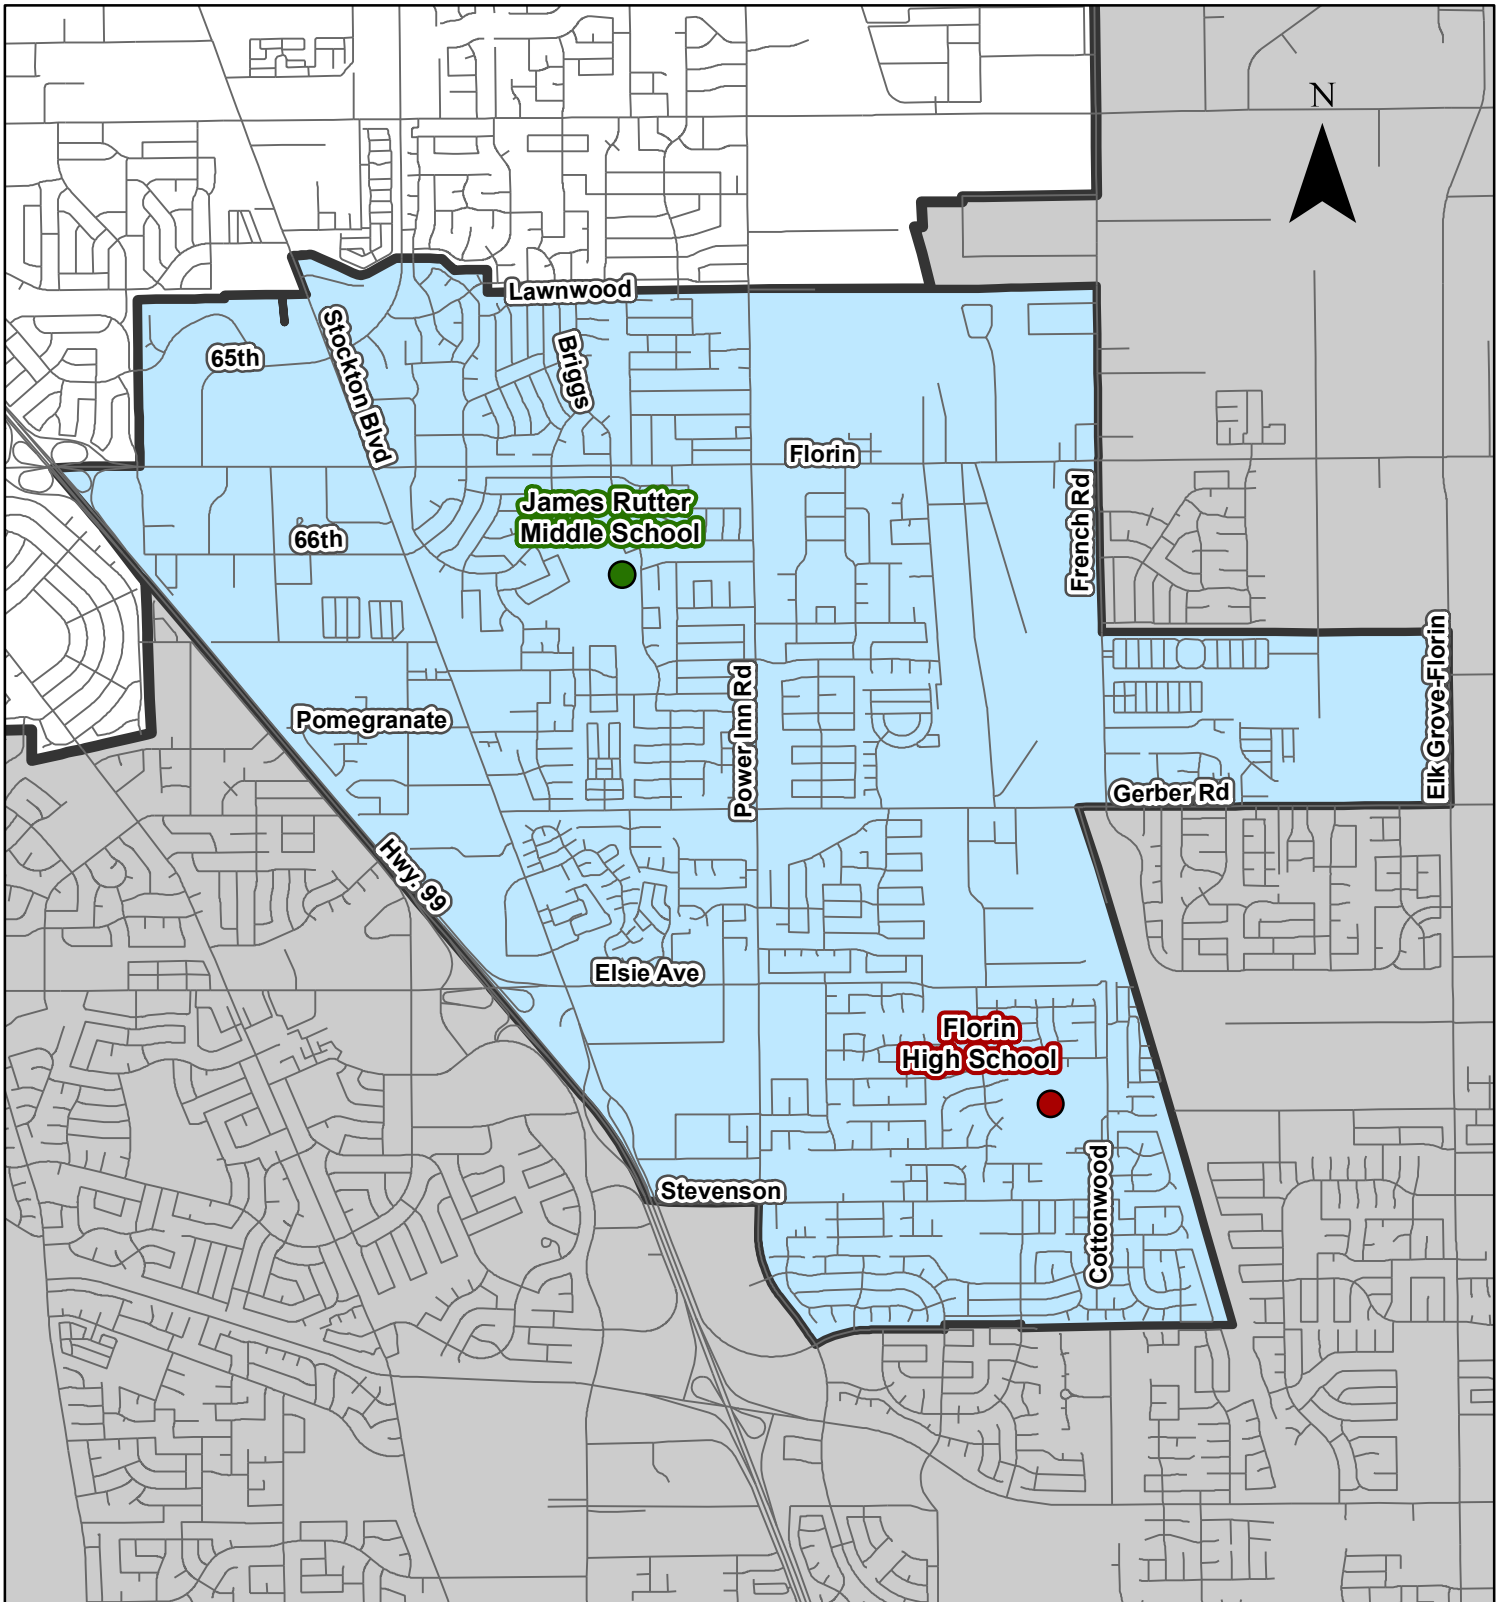 N
Lawnwood
65th
Stockton Blvd
Briggs
Florin
James Rutter
Middle School
66th
French Rd
Elk Grove-Florin
Pomegranate
Power Inn Rd
Gerber Rd
Hwy. 99
Elsie Ave
Florin
High School
Cottonwood
Stevenson